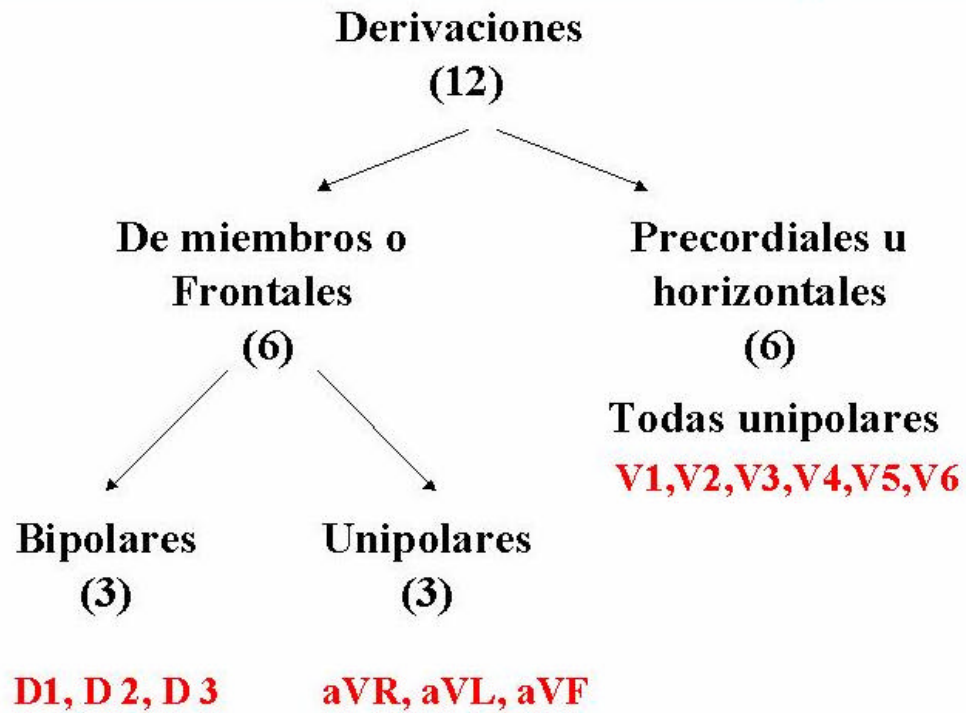 Derivaciones
(12)
De miembros o
Frontales
(6)
Precordiales u
horizontales
(6)
Todas unipolares
V1,V2,V3,V4,V5,V6
Bipolares
(3)
D1, D 2, D 3
Unipolares
(3)
aVR, aVL, aVF